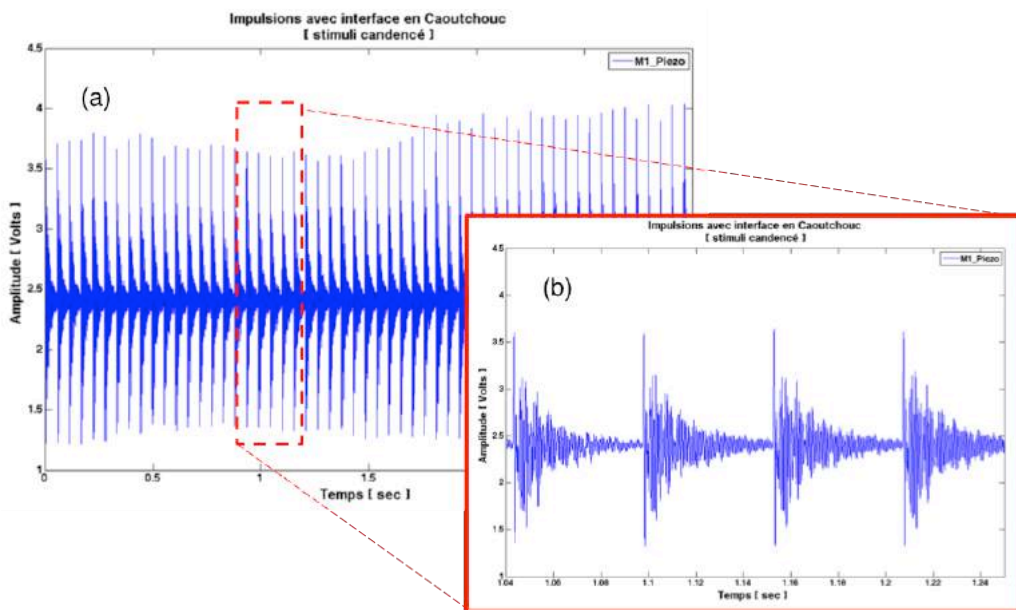 Impulsions avec interface en Caoutchouc
[ stimuli candencé ]
M1_Piezo
(a)
4.5
4
3.5
3
2.5
2
1.5
1
Amplitude [ Volts ]
0
0.5
1
1.5
Temps [ sec ]
Impulsions avec interface en Caoutchouc
[ stimuli candencé ]
M1_Piezo
(b)
4.5
4
3.5
3
2.5
2
1.5
1
Amplitude [ Volts ]
1.04
1.06
1.08
1.1
1.12
1.14
1.16
1.18
1.2
1.22
1.24
Temps [ sec ]